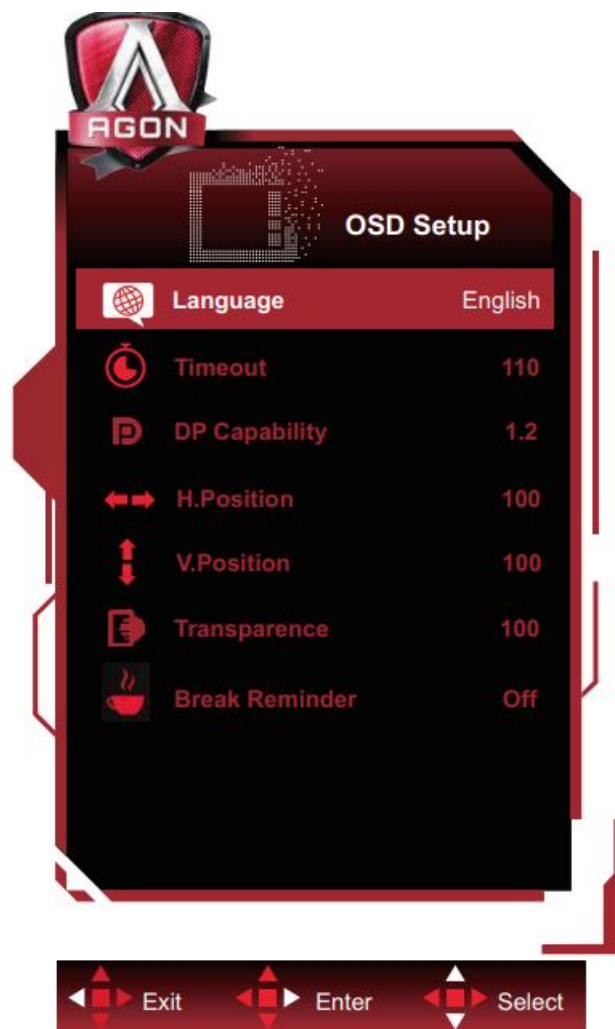 AGON
OSD Setup
Language English
Timeout 110
DP Capability 1.2
H.Position 100
V.Position 100
Transparence 100
Break Reminder Off
Exit Enter Select